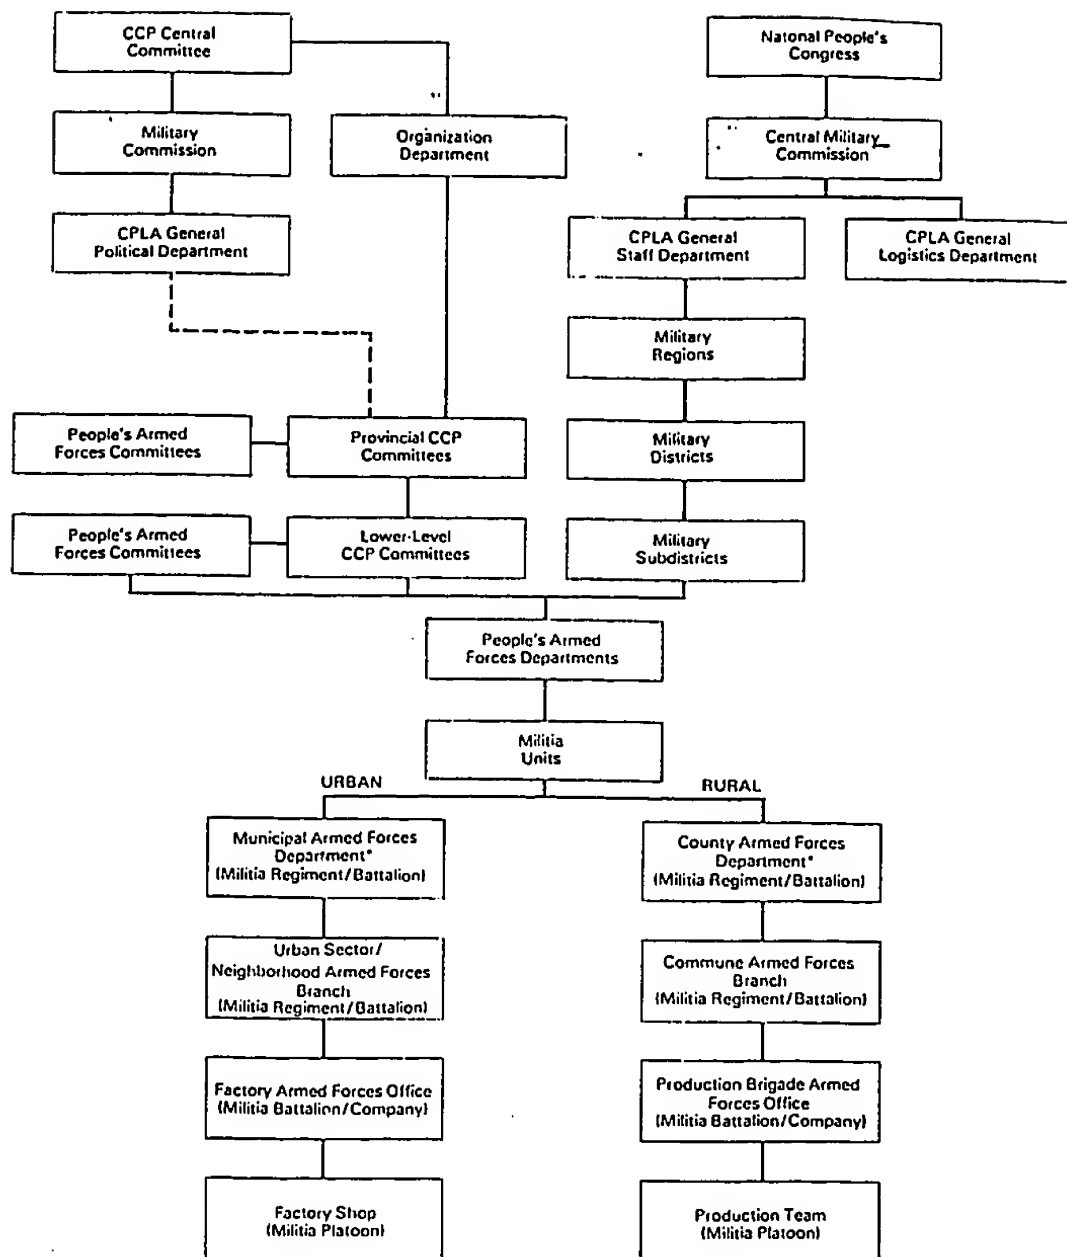 CCP Central
Committee
Natonal People's
Congress
Military
Commission
Organization
Department
Central Military
Commission
CPLA General
Political Department
CPLA General
Staff Department
CPLA General
Logistics Department
Military
Regions
People's Armed
Forces Committees
Provincial CCP
Committees
Military
Districts
People's Armed
Forces Committees
Lower-Level
CCP Committees
Military
Subdistricts
People's Armed
Forces Departments
Militia
Units
URBAN
RURAL
Municipal Armed Forces
Department*
(Militia Regiment/Battalion)
County Armed Forces
Department*
(Militia Regiment/Battalion)
Urban Sector/
Neighborhood Armed Forces
Branch
(Militia Regiment/Battalion)
Commune Armed Forces
Branch
(Militia Regiment/Battalion)
Factory Armed Forces Office
(Militia Battalion/Company)
Production Brigade Armed
Forces Office
(Militia Battalion/Company)
Factory Shop
(Militia Platoon)
Production Team
(Militia Platoon)